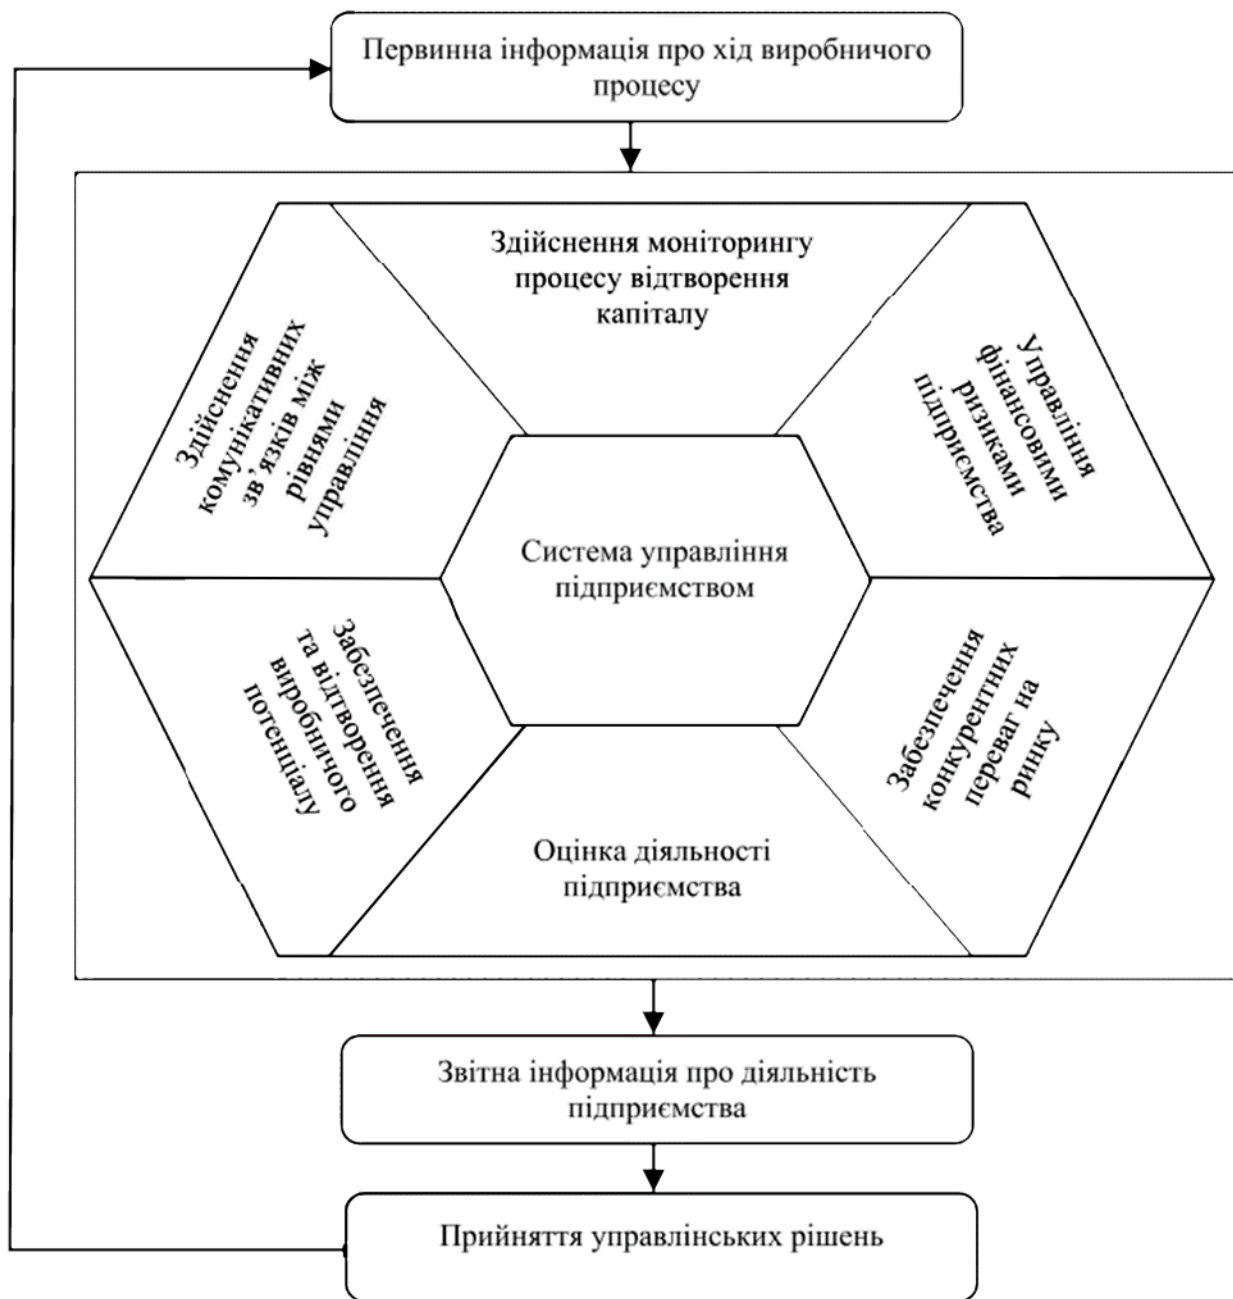 Первинна інформація про хід виробничого
процесу
Здійснення моніторингу
процесу відтворення
капіталу
Здійснення
комунікативних
зв’язків між
рівнями
управління
Управління
фінансовими
ризиками
підприємства
Система управління
підприємством
Забезпечення
та відтворення
виробничого
потенціалу
Забезпечення
конкурентних
переваг на
ринку
Оцінка діяльності
підприємства
Звітна інформація про діяльність
підприємства
Прийняття управлінських рішень